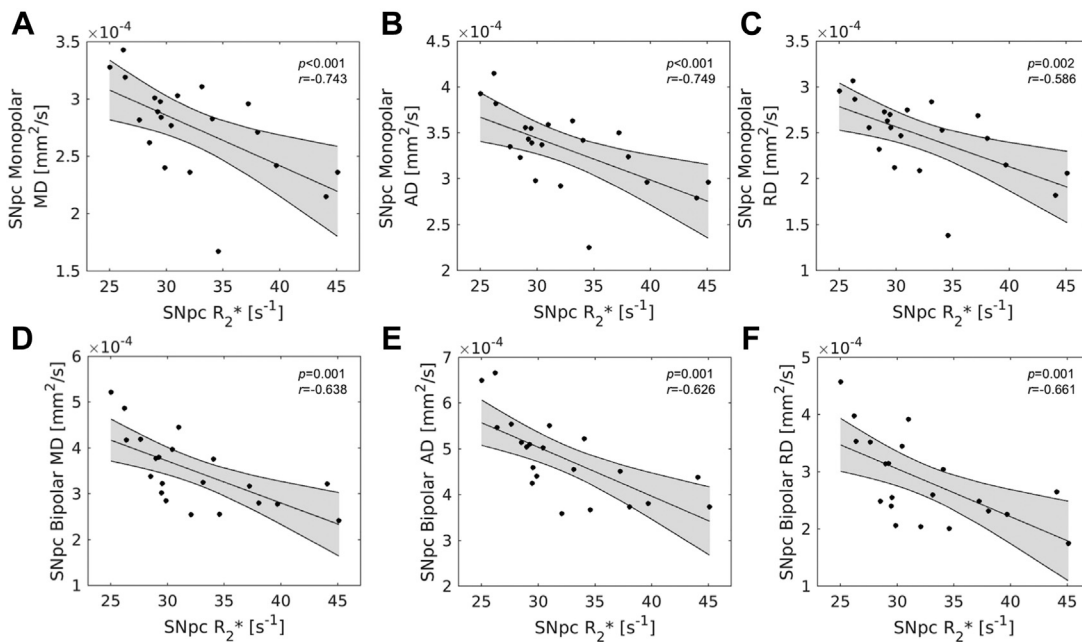 A
×10⁻⁴
p<0.001
r=-0.743
SNpc Monopolar
MD [mm²/s]
3.5
3
2.5
2
1.5
25 30 35 40 45
SNpc R₂* [s⁻¹]
B
×10⁻⁴
p<0.001
r=-0.749
SNpc Monopolar
AD [mm²/s]
4.5
4
3.5
3
2.5
2
25 30 35 40 45
SNpc R₂* [s⁻¹]
C
×10⁻⁴
p=0.002
r=-0.586
SNpc Monopolar
RD [mm²/s]
3.5
3
2.5
2
1.5
1
25 30 35 40 45
SNpc R₂* [s⁻¹]
D
×10⁻⁴
p=0.001
r=-0.638
SNpc Bipolar MD [mm²/s]
6
5
4
3
2
1
25 30 35 40 45
SNpc R₂* [s⁻¹]
E
×10⁻⁴
p=0.001
r=-0.626
SNpc Bipolar AD [mm²/s]
7
6
5
4
3
2
25 30 35 40 45
SNpc R₂* [s⁻¹]
F
×10⁻⁴
p=0.001
r=-0.661
SNpc Bipolar RD [mm²/s]
5
4
3
2
1
25 30 35 40 45
SNpc R₂* [s⁻¹]